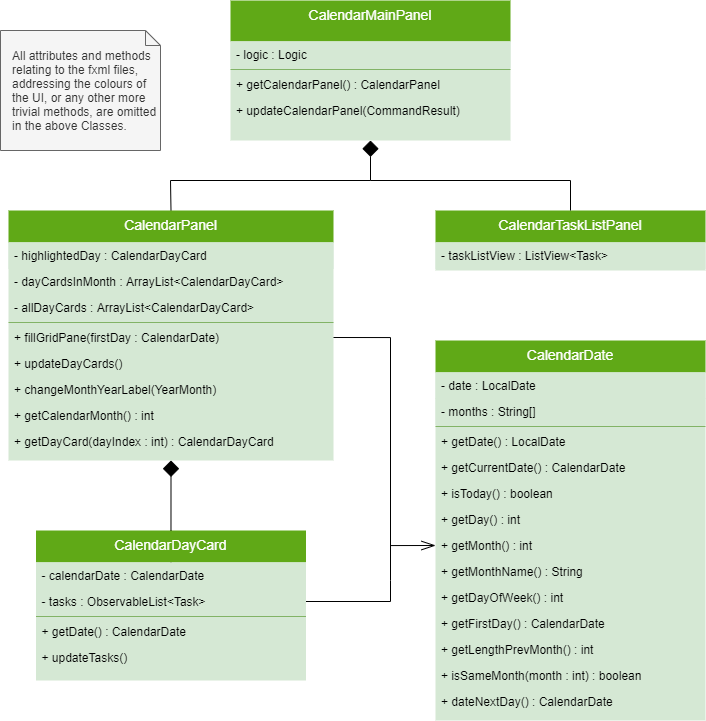 All attributes and methods
relating to the fxml files,
addressing the colours of
the UI, or any other more
trivial methods, are omitted
in the above Classes.
CalendarMainPanel
- logic : Logic
+ getCalendarPanel() : CalendarPanel
+ updateCalendarPanel(CommandResult)
CalendarPanel
- highlightedDay : CalendarDayCard
- dayCardsInMonth : ArrayList<CalendarDayCard>
- allDayCards : ArrayList<CalendarDayCard>
+ fillGridPane(firstDay : CalendarDate)
+ updateDayCards()
+ changeMonthYearLabel(YearMonth)
+ getCalendarMonth() : int
+ getDayCard(dayIndex : int) : CalendarDayCard
CalendarTaskListPanel
- taskListView : ListView<Task>
CalendarDate
- date : LocalDate
- months : String[]
+ getDate() : LocalDate
+ getCurrentDate() : CalendarDate
+ isToday() : boolean
+ getDay() : int
+ getMonth() : int
+ getMonthName() : String
+ getDayOfWeek() : int
+ getFirstDay() : CalendarDate
+ getLengthPrevMonth() : int
+ isSameMonth(month : int) : boolean
+ dateNextDay() : CalendarDate
CalendarDayCard
- calendarDate : CalendarDate
- tasks : ObservableList<Task>
+ getDate() : CalendarDate
+ updateTasks()